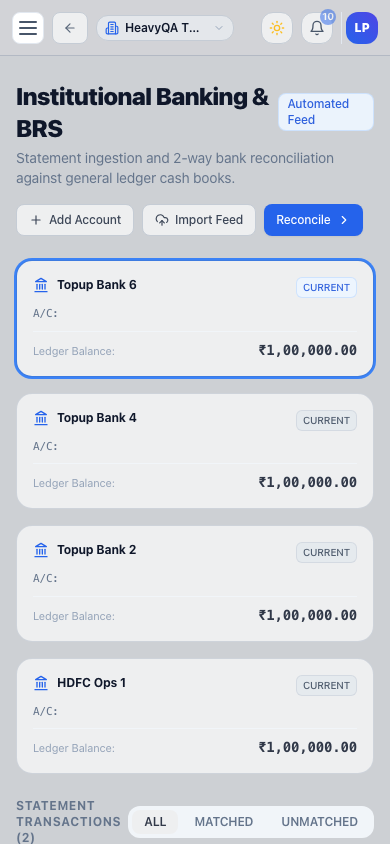 HeavyQA T...
10
LP
Institutional Banking &
BRS
Automated
Feed
Statement ingestion and 2-way bank reconciliation
against general ledger cash books.
Add Account
Import Feed
Reconcile
Topup Bank 6
CURRENT
A/C:
Ledger Balance:
₹1,00,000.00
Topup Bank 4
CURRENT
A/C:
Ledger Balance:
₹1,00,000.00
Topup Bank 2
CURRENT
A/C:
Ledger Balance:
₹1,00,000.00
HDFC Ops 1
CURRENT
A/C:
Ledger Balance:
₹1,00,000.00
STATEMENT
TRANSACTIONS
(2)
ALL
MATCHED
UNMATCHED